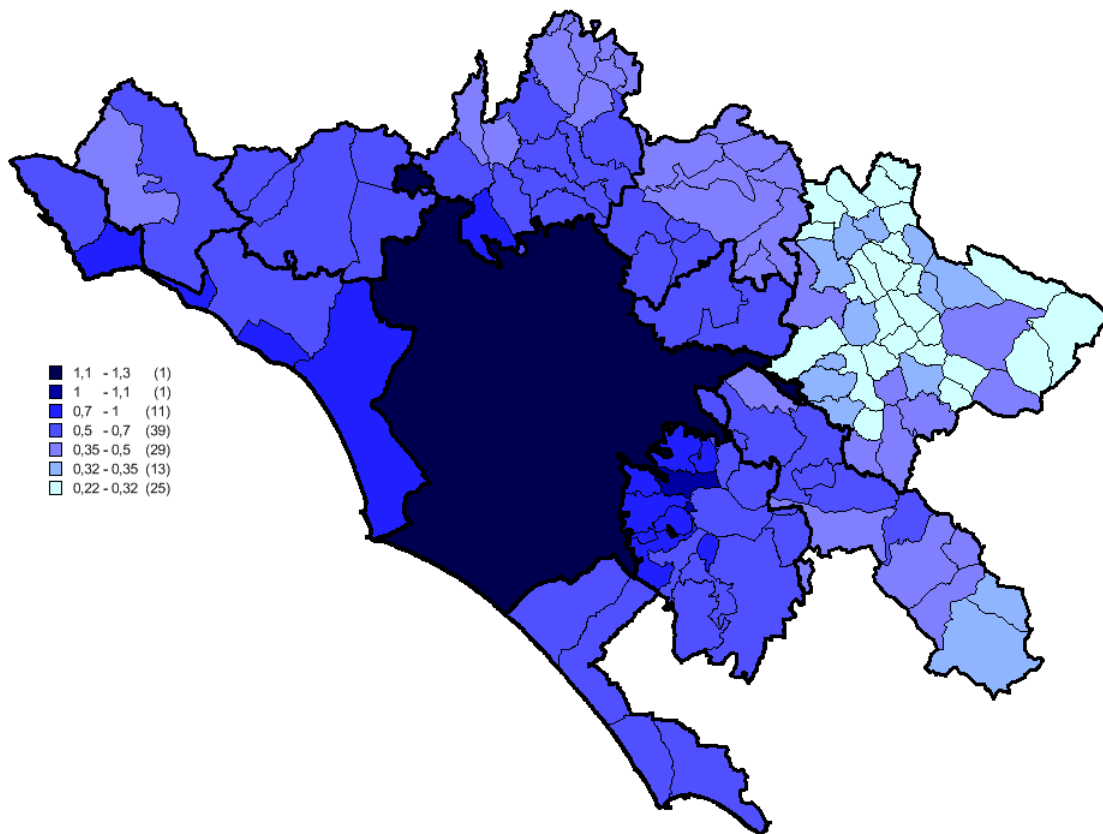 1,1 - 1,3 (1)
1 - 1,1 (1)
0,7 - 1 (11)
0,5 - 0,7 (39)
0,35 - 0,5 (29)
0,32 - 0,35 (13)
0,22 - 0,32 (25)